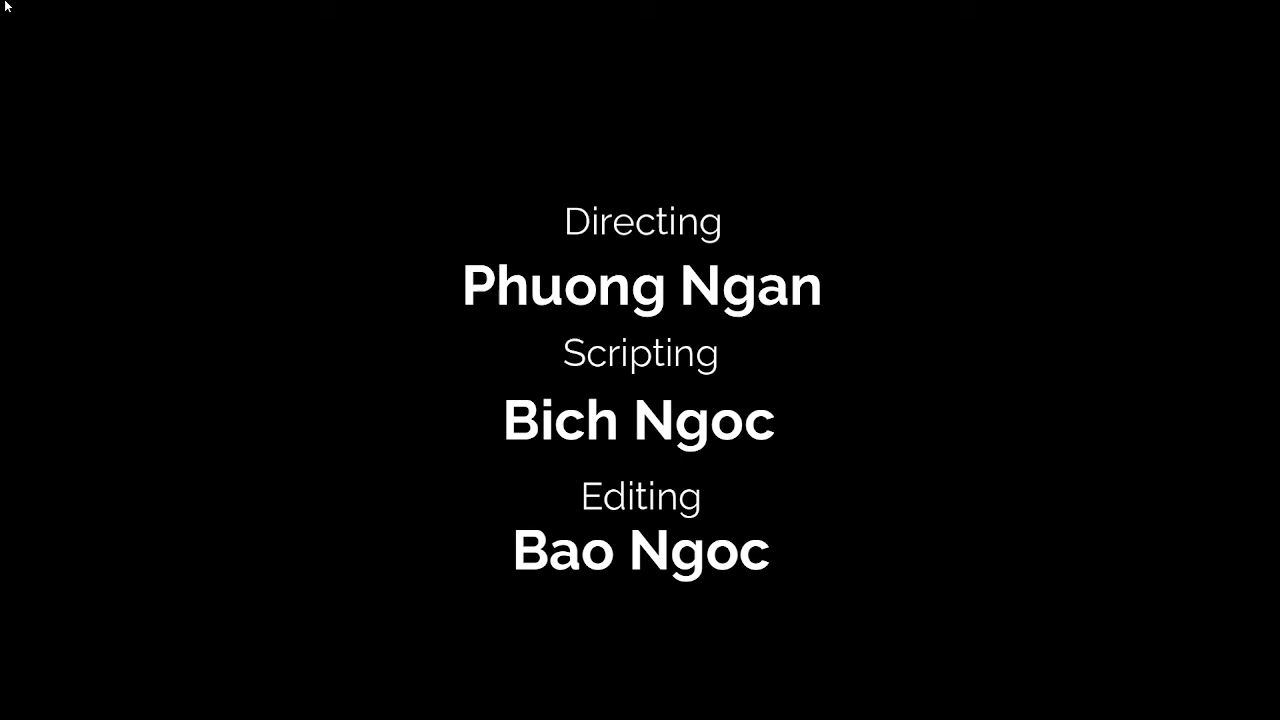 Directing
Phuong Ngan
Scripting
Bich Ngoc
Editing
Bao Ngoc